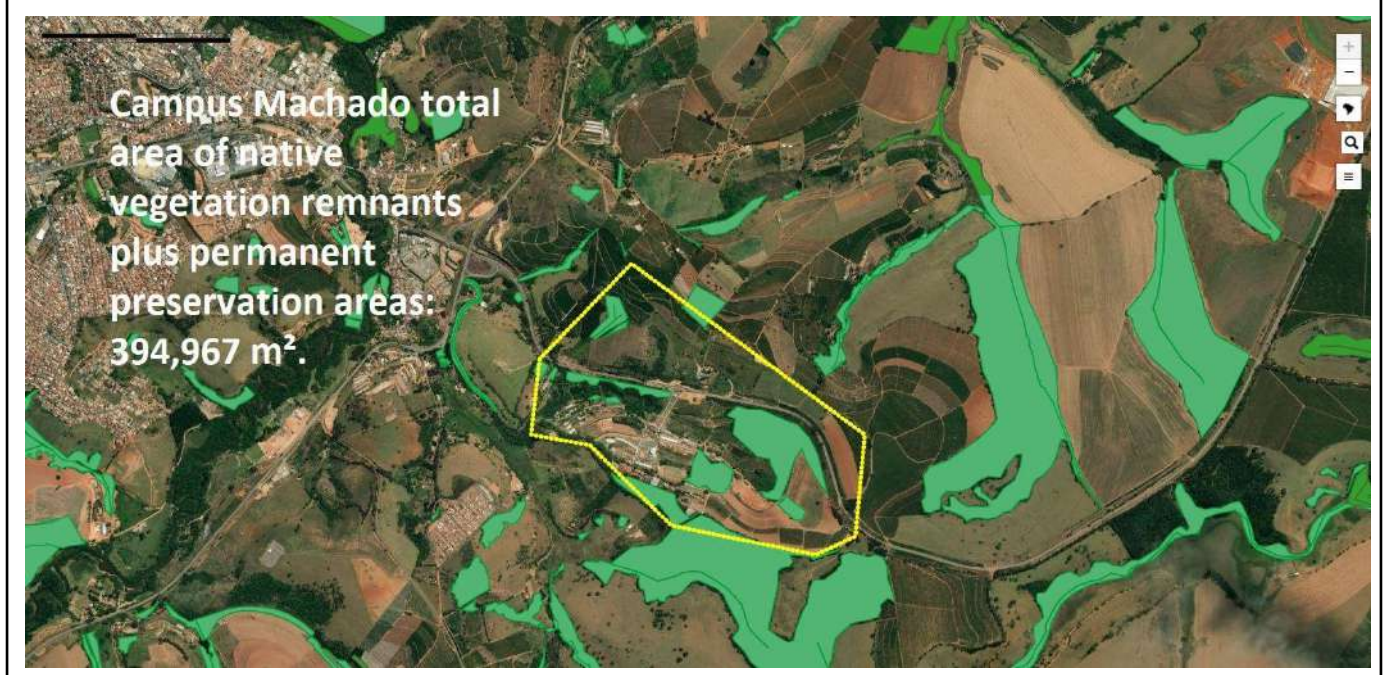 Campus Machado total
area of native
vegetation remnants
plus permanent
preservation areas:
394,967 m².